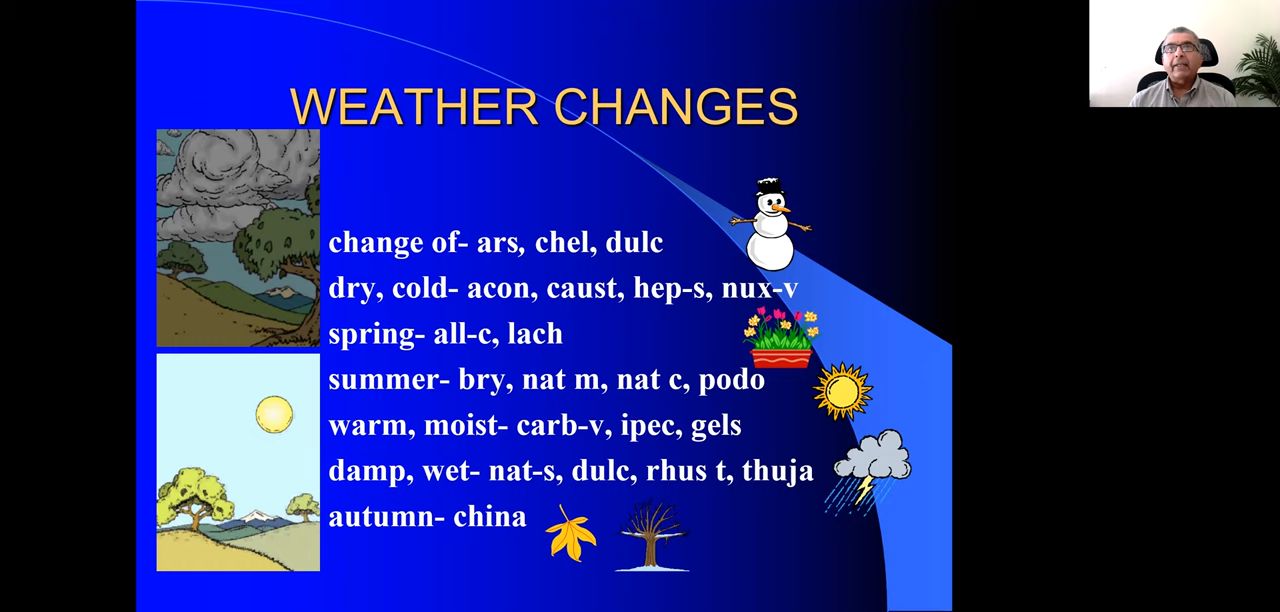 WEATHER CHANGES
change of- ars, chel, dulc
dry, cold- acon, caust, hep-s, nux-v
spring- all-c, lach
summer- bry, nat m, nat c, podo
warm, moist- carb-v, ipec, gels
damp, wet- nat-s, dulc, rhus t, thuja
autumn- china